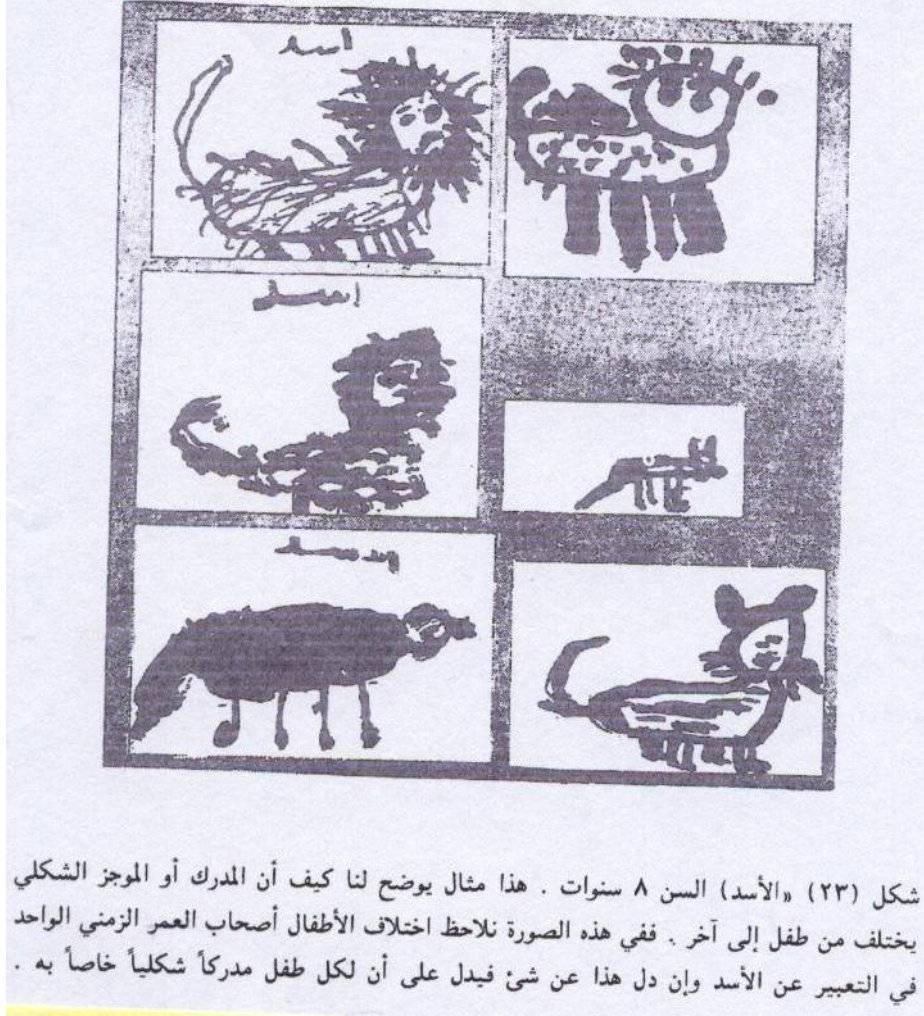 أسد
شكل (٢٣) «الأسد) السن ٨ سنوات . هذا مثال يوضح لنا كيف أن المدرك أو الموجز الشكلي
يختلف من طفل إلى آخر . ففي هذه الصورة نلاحظ اختلاف الأطفال أصحاب العمر الزمني الواحد
في التعبير عن الأسد وإن دل هذا عن شئ فيدل على أن لكل طفل مدركاً شكلياً خاصاً به .